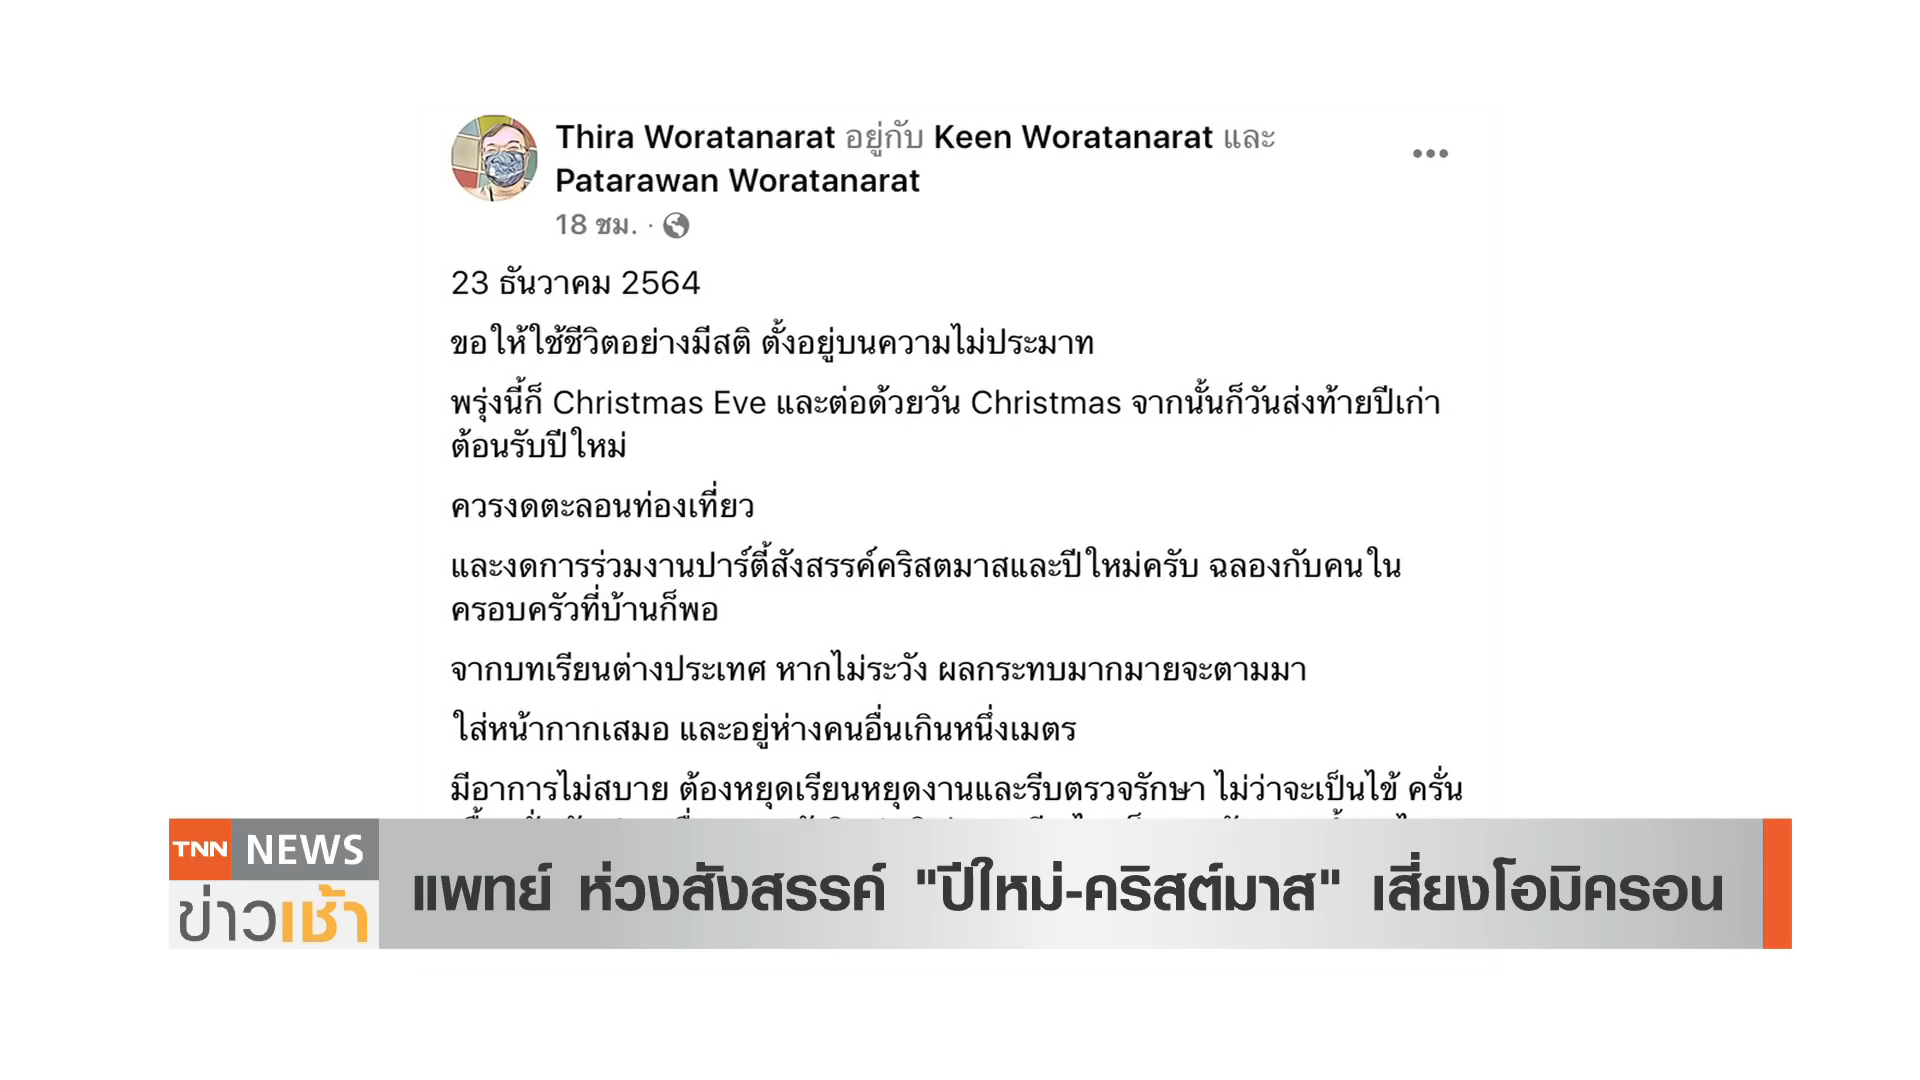 Thira Woratanarat อยู่กับ Keen Woratanarat และ
Patarawan Woratanarat
18 ชม. ·
23 ธันวาคม 2564
ขอให้ใช้ชีวิตอย่างมีสติ ตั้งอยู่บนความไม่ประมาท
พรุ่งนี้ก็ Christmas Eve และต่อด้วยวัน Christmas จากนั้นก็วันส่งท้ายปีเก่า
ต้อนรับปีใหม่
ควรงดตะลอนท่องเที่ยว
และงดการร่วมงานปาร์ตี้สังสรรค์คริสตมาสและปีใหม่ครับ ฉลองกับคนใน
ครอบครัวที่บ้านก็พอ
จากบทเรียนต่างประเทศ หากไม่ระวัง ผลกระทบมากมายจะตามมา
ใส่หน้ากากเสมอ และอยู่ห่างคนอื่นเกินหนึ่งเมตร
มีอาการไม่สบาย ต้องหยุดเรียนหยุดงานและรีบตรวจรักษา ไม่ว่าจะเป็นไข้ ครั่น
TNN NEWS
ข่าวเช้า
แพทย์ ห่วงสังสรรค์ "ปีใหม่-คริสต์มาส" เสี่ยงโอมิครอน